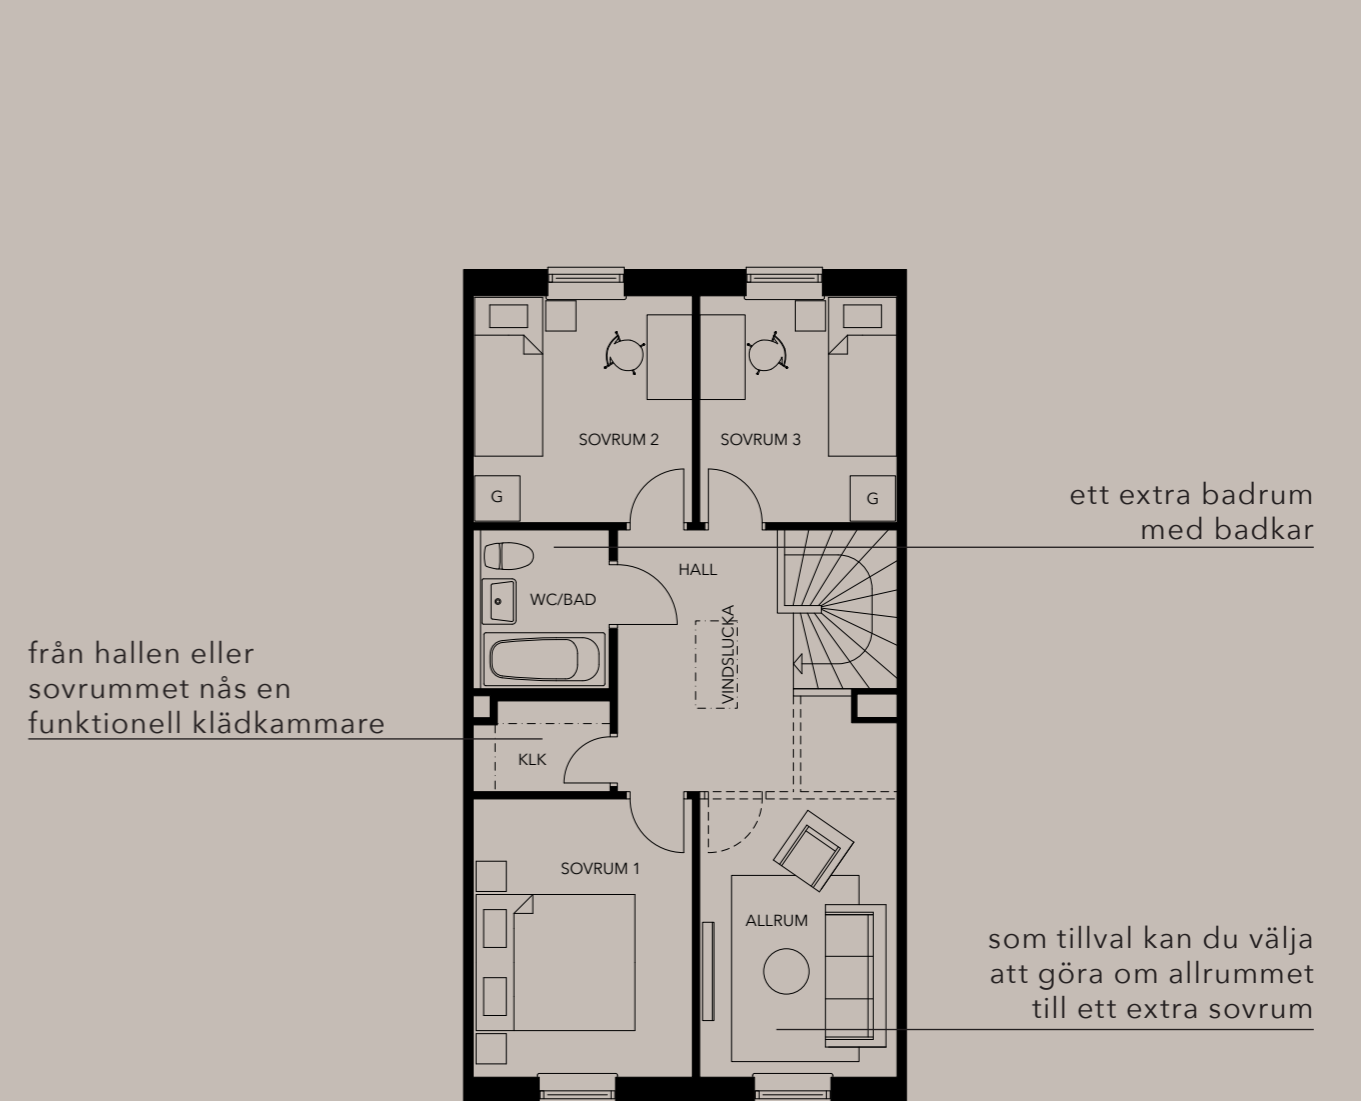 SOVRUM 2
SOVRUM 3
G
G
ett extra badrum
med badkar
HALL
WC/BAD
VINDSLUCKA
från hallen eller
sovrummet nås en
funktionell klädkammare
KLK
SOVRUM 1
ALLRUM
som tillval kan du välja
att göra om allrummet
till ett extra sovrum